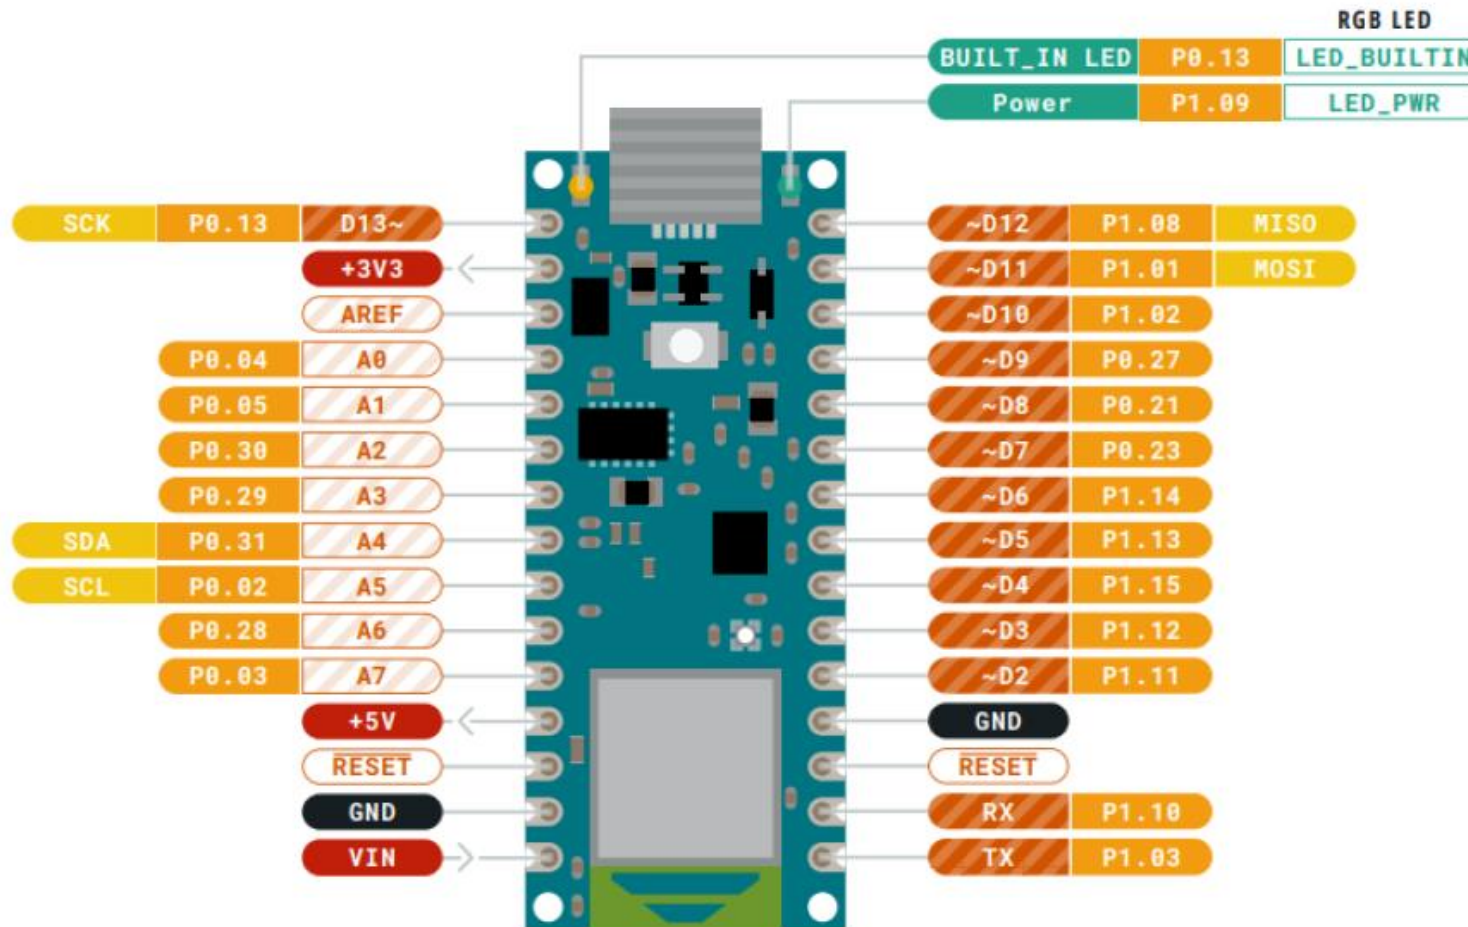 RGB LED
BUILT_IN LED P0.13 LED_BUILTIN
Power P1.09 LED_PWR
SCK P0.13 D13~ ~D12 P1.08 MISO
+3V3 ~D11 P1.01 MOSI
AREF ~D10 P1.02
P0.04 A0 ~D9 P0.27
P0.05 A1 ~D8 P0.21
P0.30 A2 ~D7 P0.23
P0.29 A3 ~D6 P1.14
SDA P0.31 A4 ~D5 P1.13
SCL P0.02 A5 ~D4 P1.15
P0.28 A6 ~D3 P1.12
P0.03 A7 ~D2 P1.11
+5V GND
RESET RESET
GND RX P1.10
VIN TX P1.03